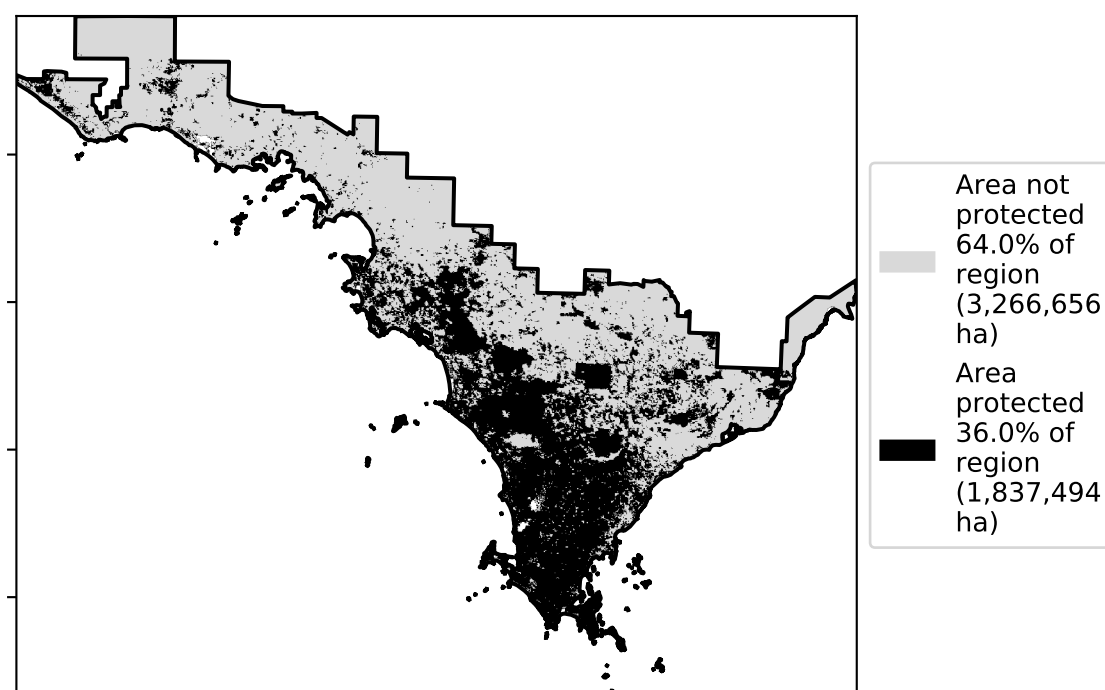 Area not
protected
64.0% of
region
(3,266,656
ha)
Area
protected
36.0% of
region
(1,837,494
ha)